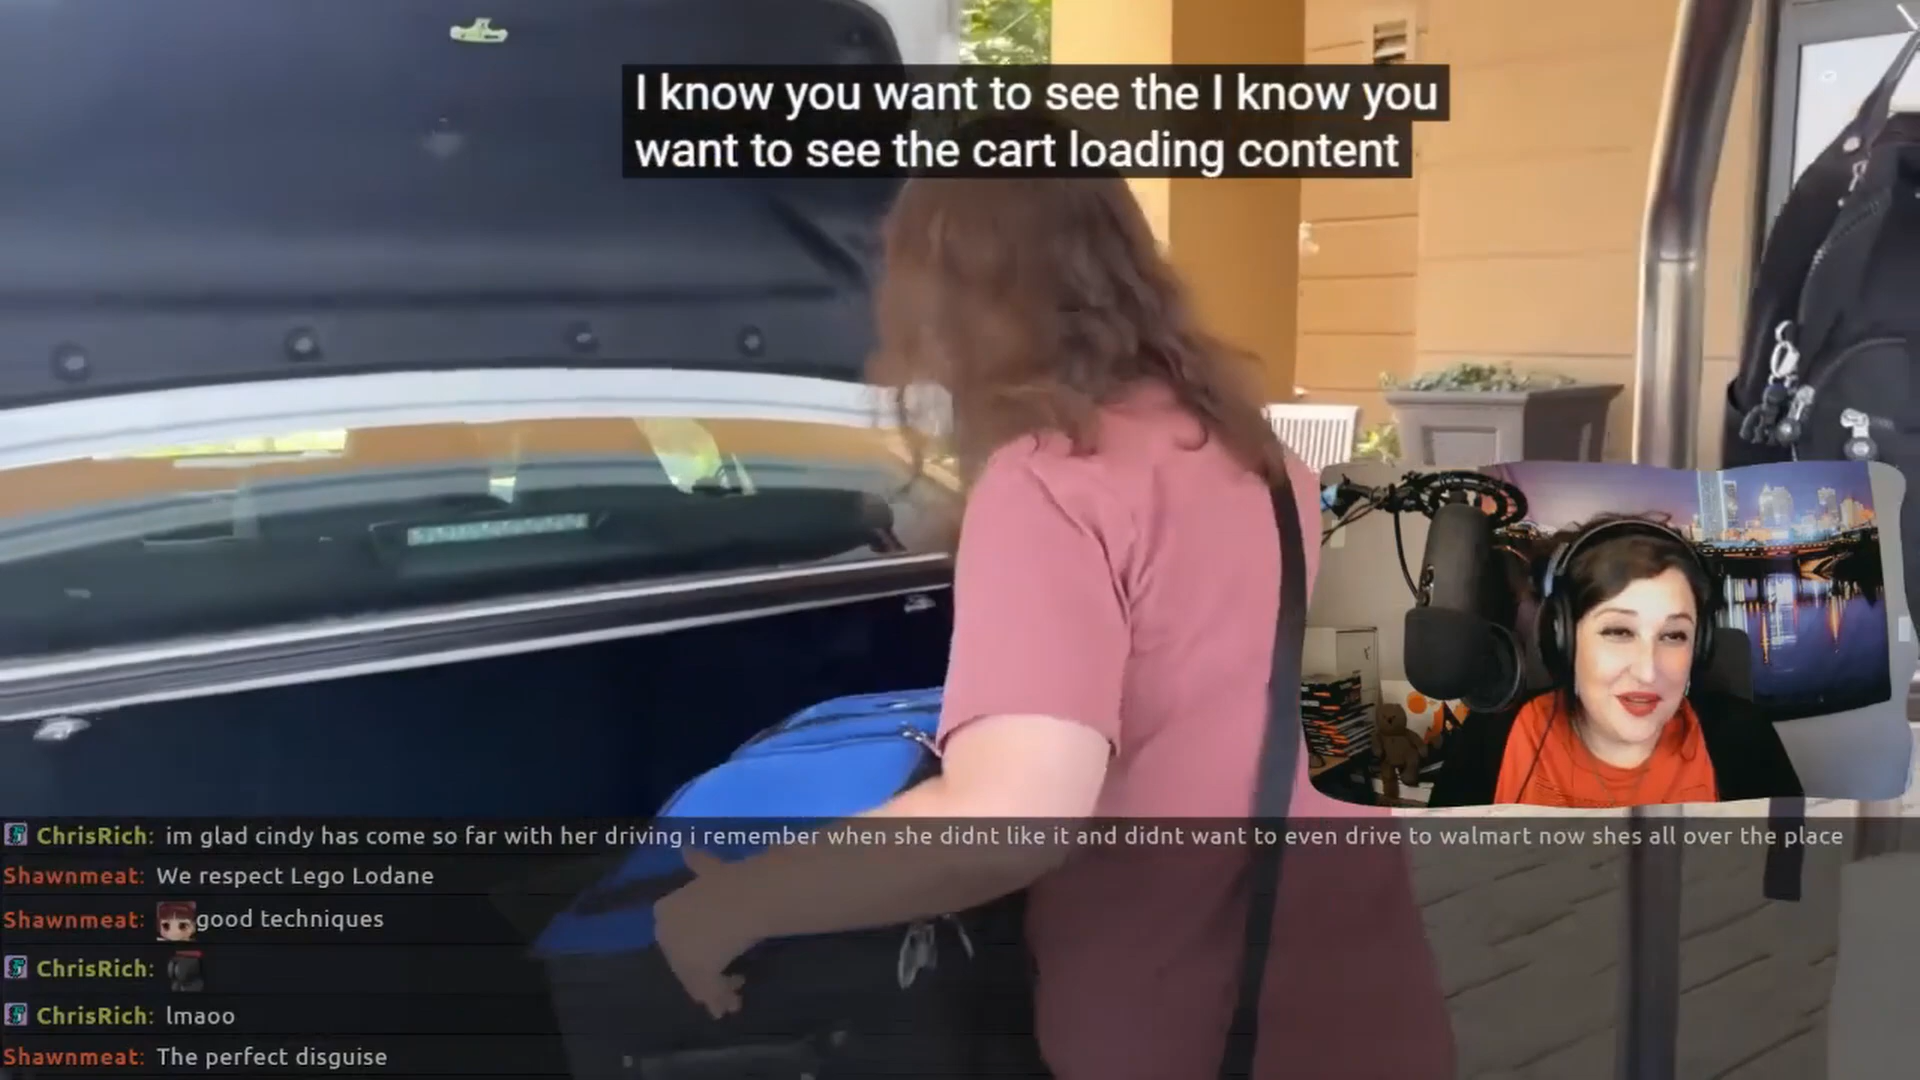 I know you want to see the I know you
want to see the cart loading content
ChrisRich: im glad cindy has come so far with her driving i remember when she didnt like it and didnt want to even drive to walmart now shes all over the place
Shawnmeat: We respect Lego Lodane
Shawnmeat: good techniques
ChrisRich:
ChrisRich: lmaoo
Shawnmeat: The perfect disguise